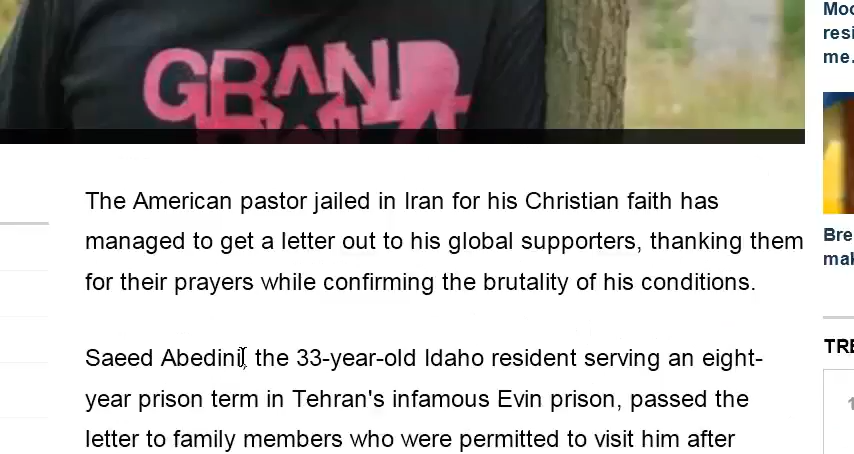 GRAND
Moo
resi
me.
The American pastor jailed in Iran for his Christian faith has
managed to get a letter out to his global supporters, thanking them
for their prayers while confirming the brutality of his conditions.
Bre
mak
Saeed Abedini, the 33-year-old Idaho resident serving an eight-
year prison term in Tehran's infamous Evin prison, passed the
letter to family members who were permitted to visit him after
TRE
1